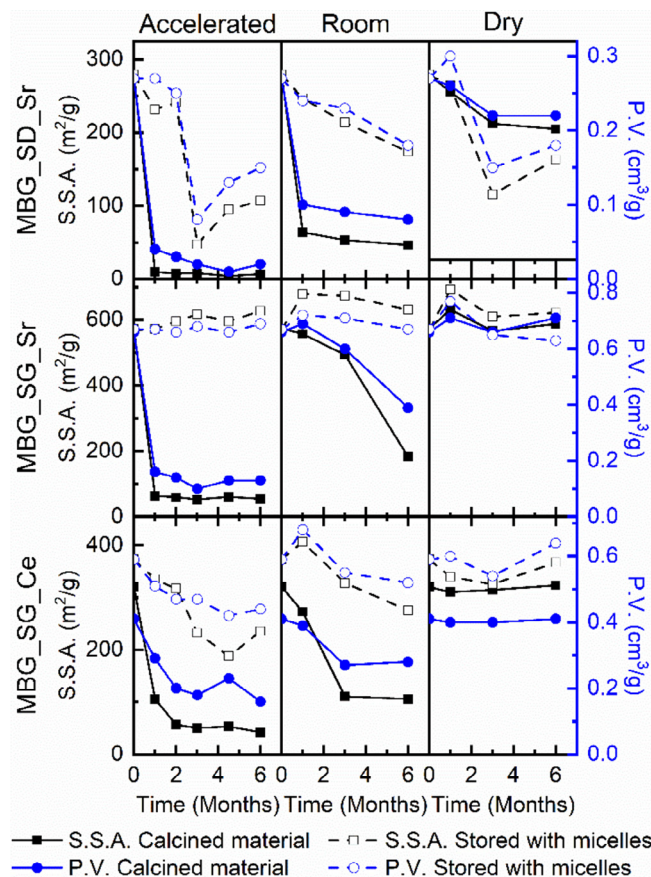 Accelerated Room Dry
MBG_SD_Sr
S.S.A. (m²/g)
300
200
100
0
0.3
0.2
0.1
0.0
P.V. (cm³/g)
MBG_SG_Sr
S.S.A. (m²/g)
600
400
200
0
0.8
0.6
0.4
0.2
0.0
P.V. (cm³/g)
MBG_SG_Ce
S.S.A. (m²/g)
400
200
0
0.6
0.4
0.2
0.0
P.V. (cm³/g)
0 2 4 6 0 2 4 6 0 2 4 6
Time (Months) Time (Months) Time (Months)
S.S.A. Calcined material S.S.A. Stored with micelles
P.V. Calcined material P.V. Stored with micelles